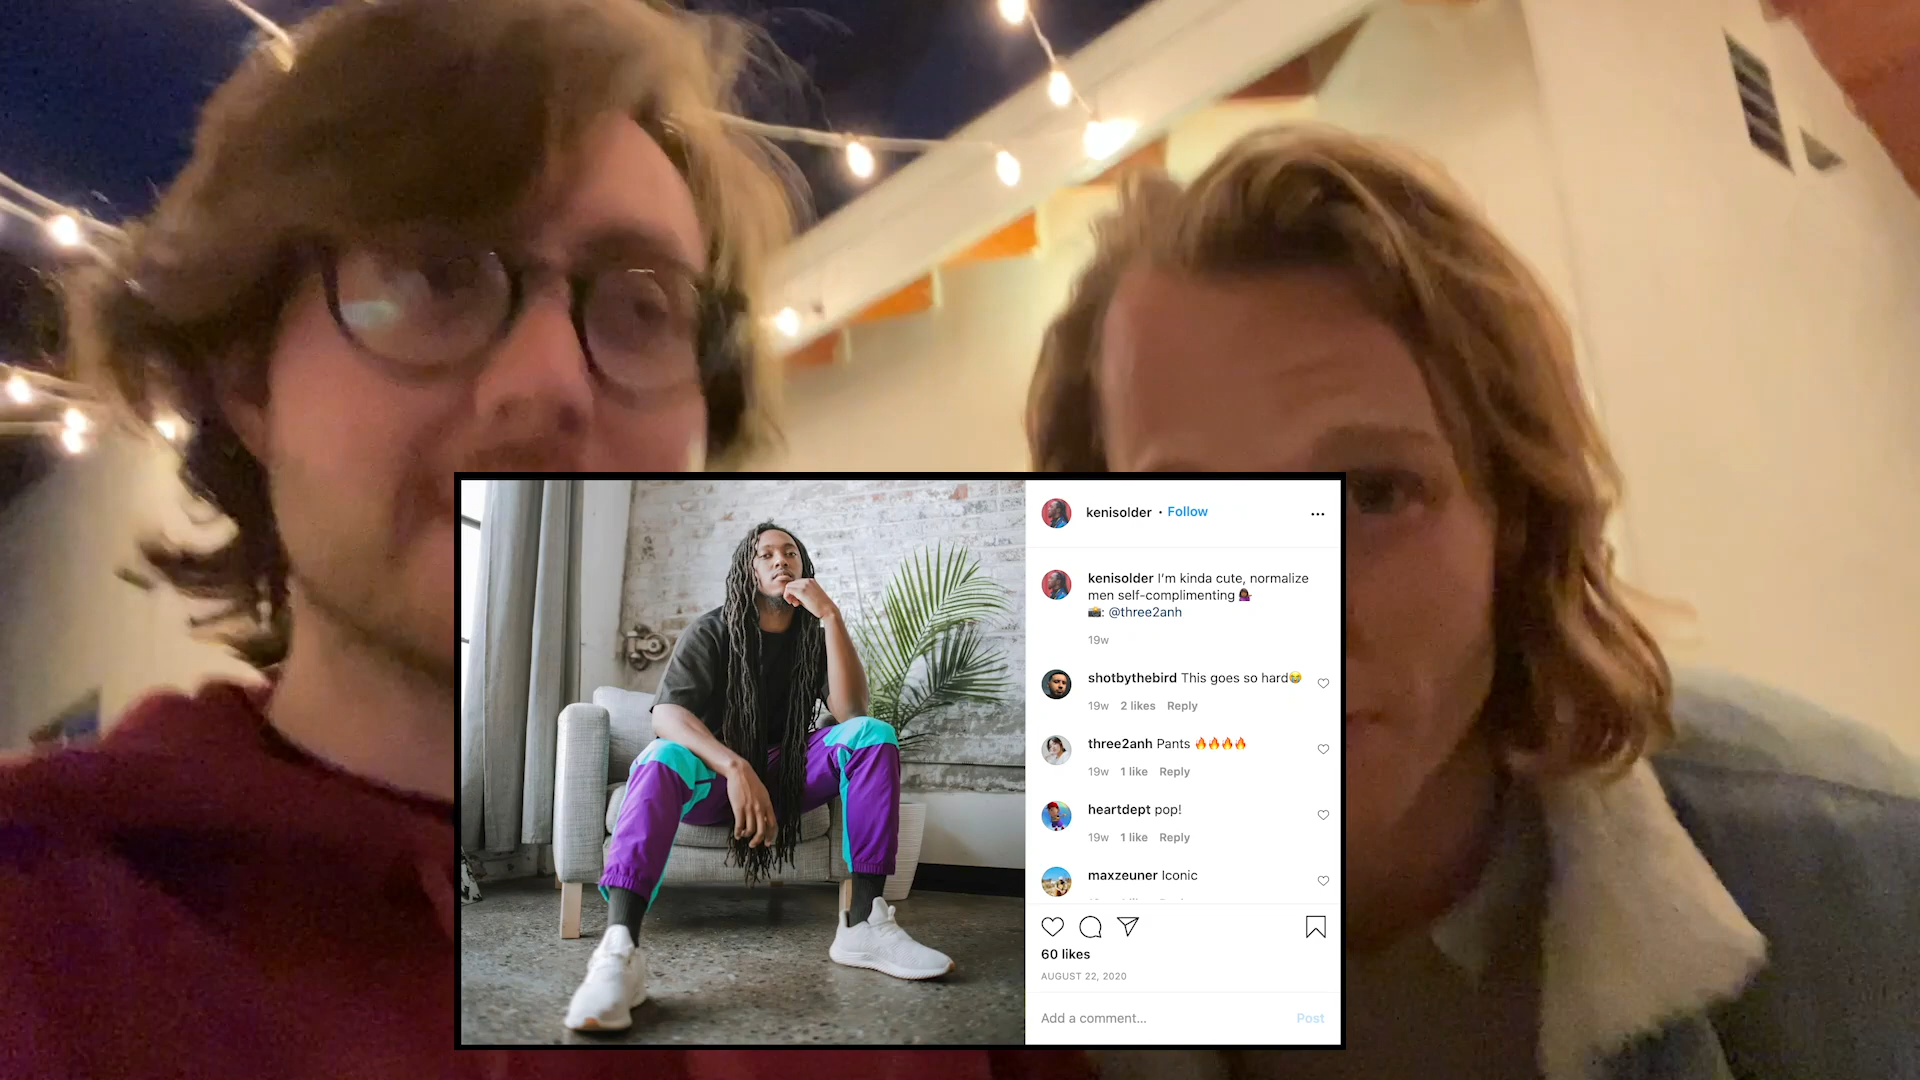 kenisolder • Follow
kenisolder I'm kinda cute, normalize
men self-complimenting 💁🏿‍♀️
📸: @three2anh
19w
shotbythebird This goes so hard😭
19w 2 likes Reply
three2anh Pants 🔥🔥🔥🔥
19w 1 like Reply
heartdept pop!
19w 1 like Reply
maxzeuner Iconic
60 likes
AUGUST 22, 2020
Add a comment... Post